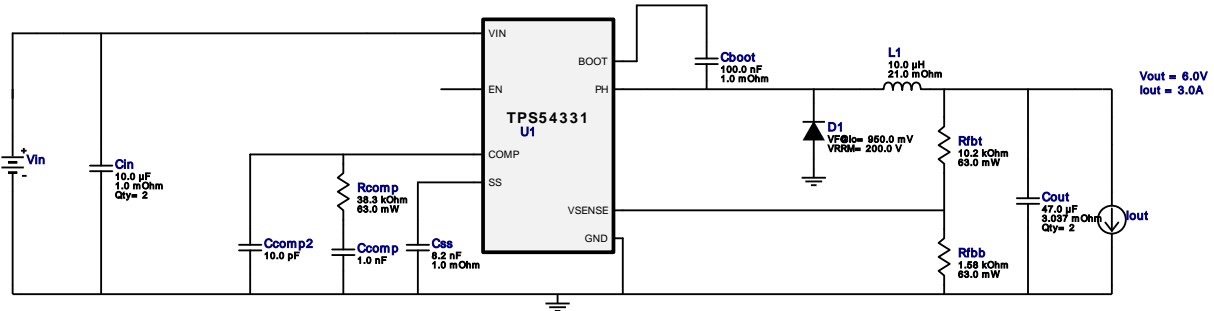 VIN
BOOT
PH
EN
TPS54331
U1
COMP
SS
VSENSE
GND
Vin
+
-
Cin
10.0 µF
1.0 mOhm
Qty= 2
Ccomp2
10.0 pF
Rcomp
38.3 kOhm
63.0 mW
Ccomp
1.0 nF
Css
8.2 nF
1.0 mOhm
Cboot
100.0 nF
1.0 mOhm
L1
10.0 µH
21.0 mOhm
D1
VF@Io= 950.0 mV
VRRM= 200.0 V
Rfbt
10.2 kOhm
63.0 mW
Rfbb
1.58 kOhm
63.0 mW
Cout
47.0 µF
3.037 mOhm
Qty= 2
Iout
Vout = 6.0V
Iout = 3.0A